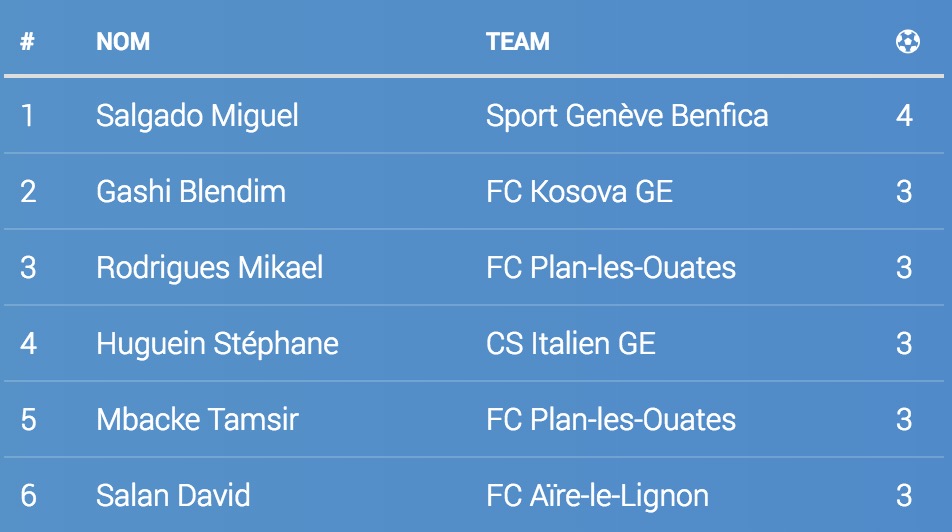 # NOM TEAM
1 Salgado Miguel Sport Genève Benfica 4
2 Gashi Blendim FC Kosova GE 3
3 Rodrigues Mikael FC Plan-les-Ouates 3
4 Huguein Stéphane CS Italien GE 3
5 Mbacke Tamsir FC Plan-les-Ouates 3
6 Salan David FC Aïre-le-Lignon 3